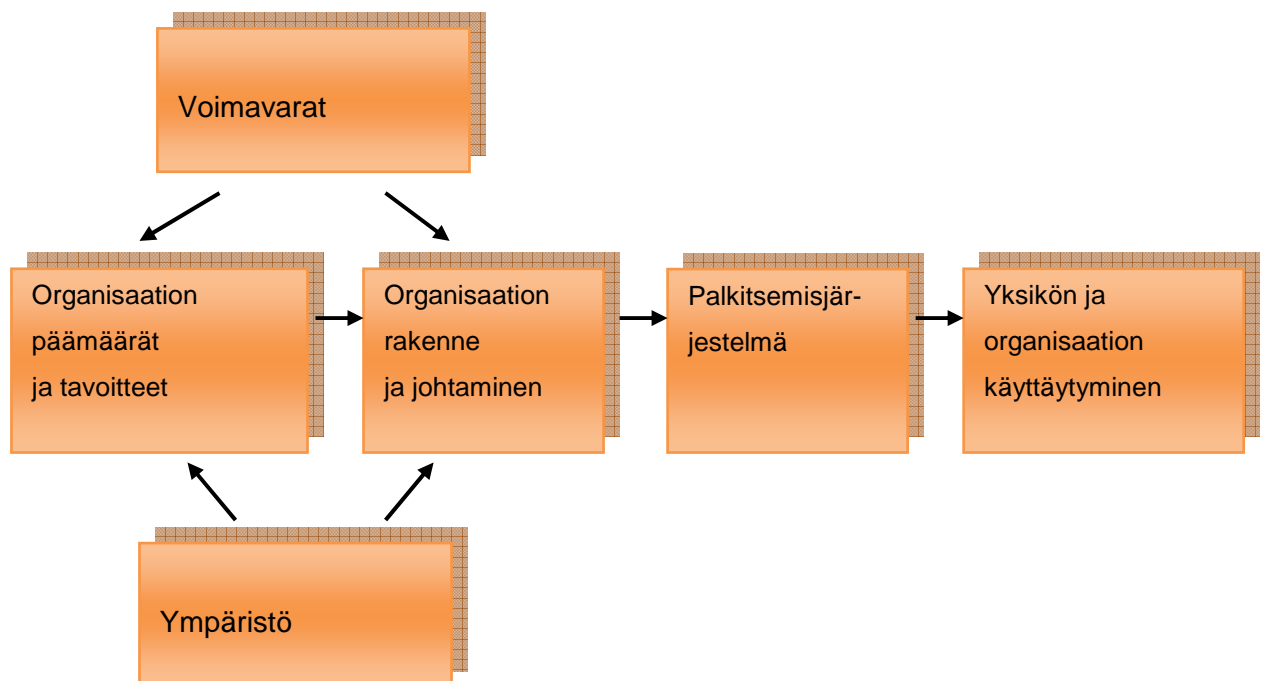 Voimavarat
Organisaation
päämäärät
ja tavoitteet
Organisaation
rakenne
ja johtaminen
Palkitsemisjär-
jestelmä
Yksikön ja
organisaation
käyttäytyminen
Ympäristö